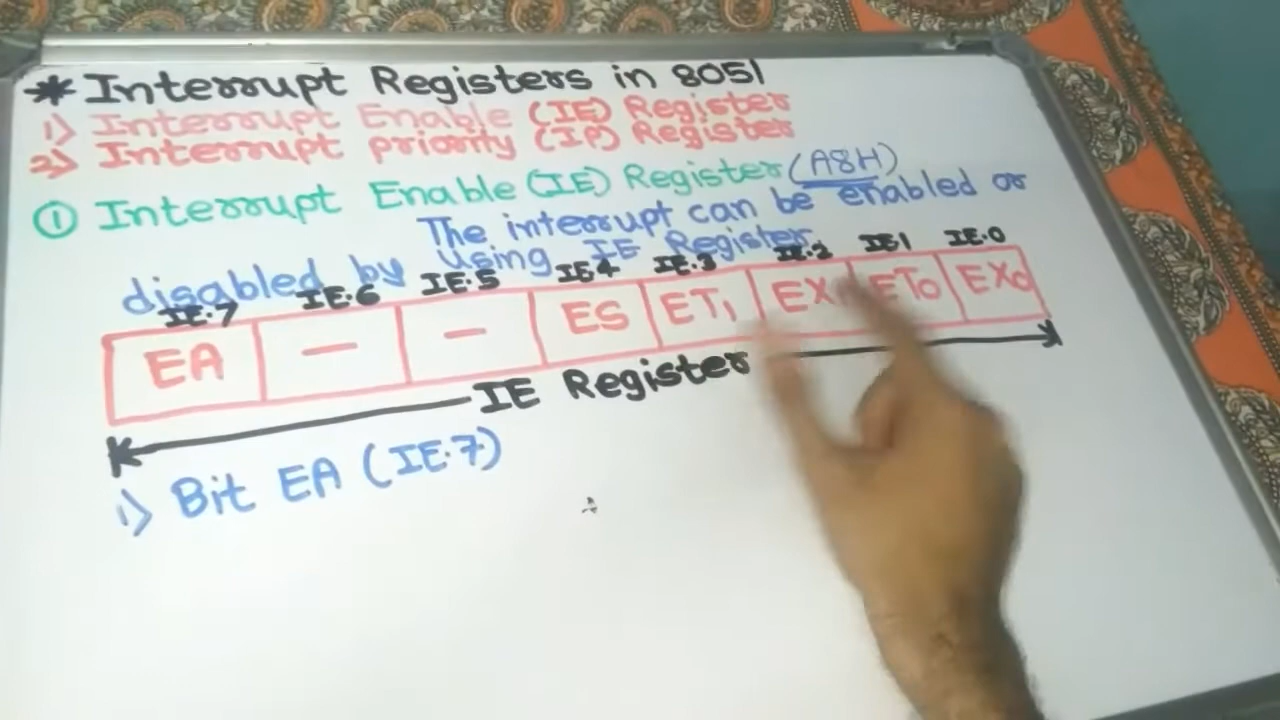 * Interrupt Registers in 8051
1) Interrupt Enable (IE) Register
2) Interrupt priority (IP) Register
① Interrupt Enable (IE) Register (A8H)
The interrupt can be enabled or
disabled by using IE Register
IE.7 IE.6 IE.5 IE.4 IE.3 IE.2 IE1 IE.0
EA — — ES ET1 EX1 ET0 EX0
IE Register
1) Bit EA (IE.7)